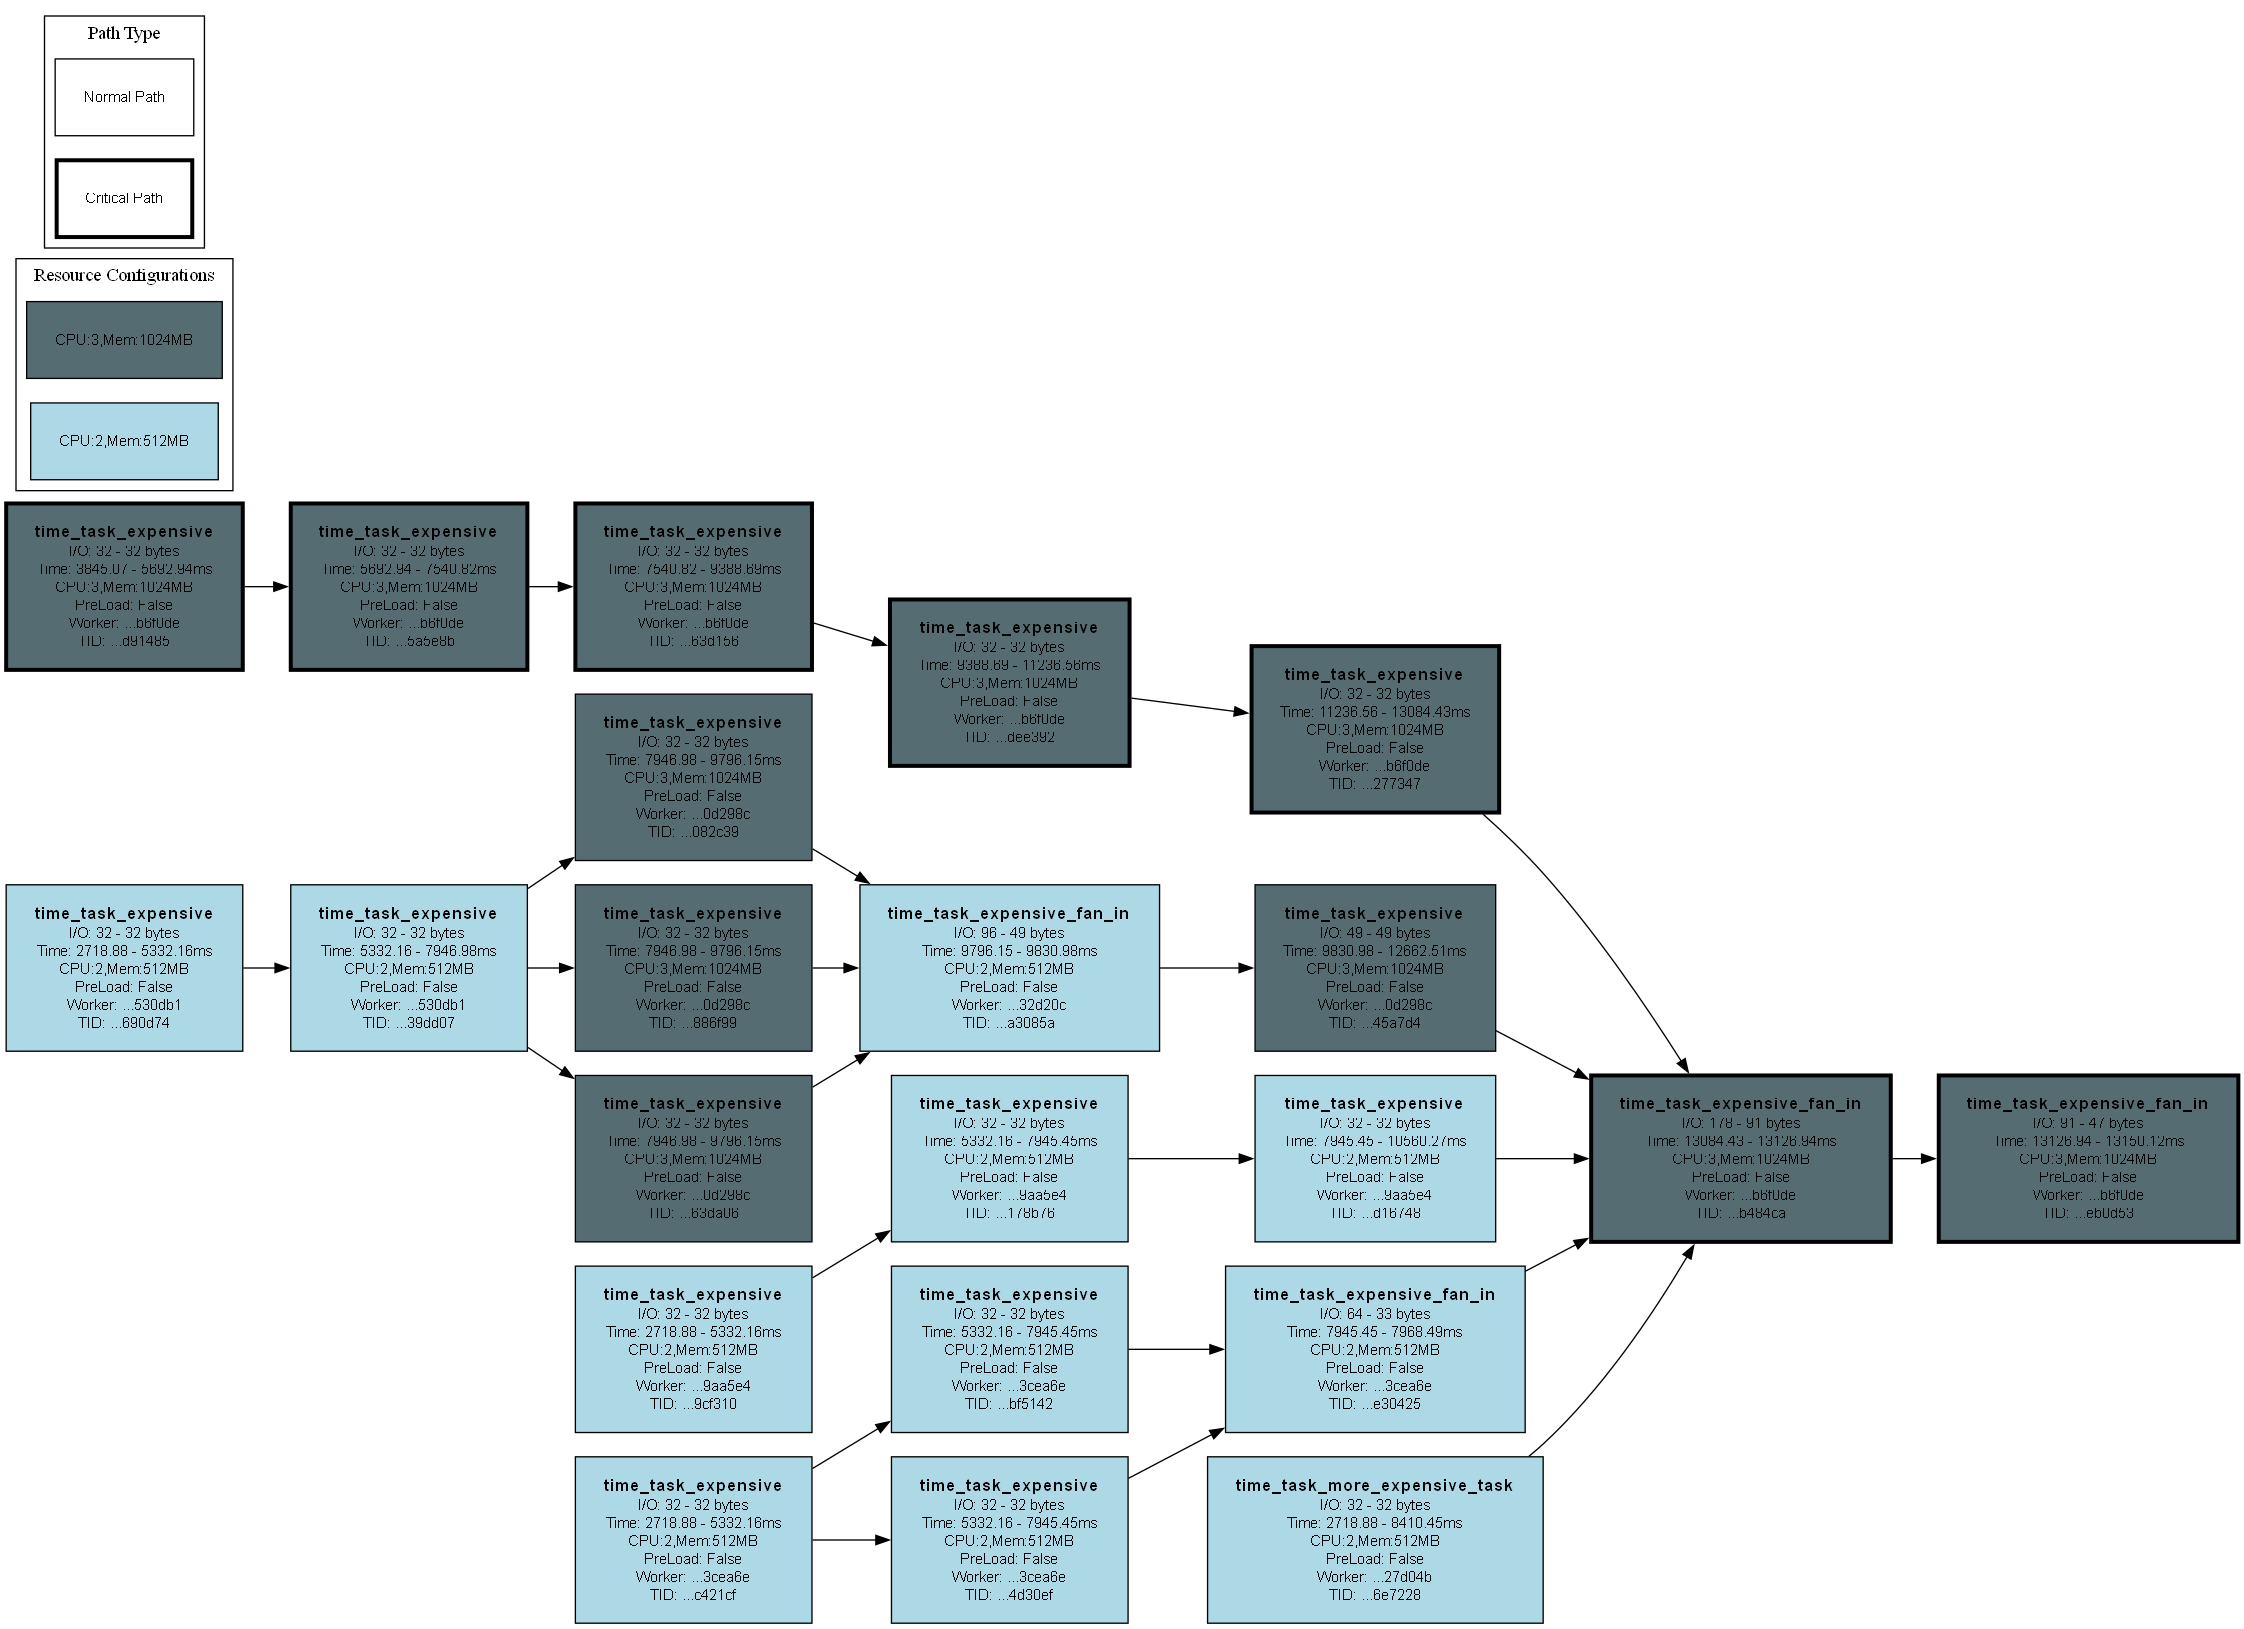 Path Type
Normal Path
Critical Path
Resource Configurations
CPU:3,Mem:1024MB
CPU:2,Mem:512MB
time_task_expensive
I/O: 32 - 32 bytes
Time: 3845.07 - 5692.94ms
CPU:3,Mem:1024MB
PreLoad: False
Worker: ...b6f0de
TID: ...d91485
time_task_expensive
I/O: 32 - 32 bytes
Time: 5692.94 - 7540.82ms
CPU:3,Mem:1024MB
PreLoad: False
Worker: ...b6f0de
TID: ...5a5e8b
time_task_expensive
I/O: 32 - 32 bytes
Time: 7540.82 - 9388.69ms
CPU:3,Mem:1024MB
PreLoad: False
Worker: ...b6f0de
TID: ...63d156
time_task_expensive
I/O: 32 - 32 bytes
Time: 9388.69 - 11236.56ms
CPU:3,Mem:1024MB
PreLoad: False
Worker: ...b6f0de
TID: ...dee392
time_task_expensive
I/O: 32 - 32 bytes
Time: 11236.56 - 13084.43ms
CPU:3,Mem:1024MB
PreLoad: False
Worker: ...b6f0de
TID: ...277347
time_task_expensive
I/O: 32 - 32 bytes
Time: 7946.98 - 9796.15ms
CPU:3,Mem:1024MB
PreLoad: False
Worker: ...0d298c
TID: ...082c39
time_task_expensive
I/O: 32 - 32 bytes
Time: 2718.88 - 5332.16ms
CPU:2,Mem:512MB
PreLoad: False
Worker: ...530db1
TID: ...690d74
time_task_expensive
I/O: 32 - 32 bytes
Time: 5332.16 - 7946.98ms
CPU:2,Mem:512MB
PreLoad: False
Worker: ...530db1
TID: ...39dd07
time_task_expensive
I/O: 32 - 32 bytes
Time: 7946.98 - 9796.15ms
CPU:3,Mem:1024MB
PreLoad: False
Worker: ...0d298c
TID: ...886f99
time_task_expensive_fan_in
I/O: 96 - 49 bytes
Time: 9796.15 - 9830.98ms
CPU:2,Mem:512MB
PreLoad: False
Worker: ...32d20c
TID: ...a3085a
time_task_expensive
I/O: 49 - 49 bytes
Time: 9830.98 - 12662.51ms
CPU:3,Mem:1024MB
PreLoad: False
Worker: ...0d298c
TID: ...45a7d4
time_task_expensive
I/O: 32 - 32 bytes
Time: 7946.98 - 9796.15ms
CPU:3,Mem:1024MB
PreLoad: False
Worker: ...0d298c
TID: ...63da06
time_task_expensive
I/O: 32 - 32 bytes
Time: 5332.16 - 7945.45ms
CPU:2,Mem:512MB
PreLoad: False
Worker: ...9aa5e4
TID: ...178b76
time_task_expensive
I/O: 32 - 32 bytes
Time: 7945.45 - 10560.27ms
CPU:2,Mem:512MB
PreLoad: False
Worker: ...9aa5e4
TID: ...d16748
time_task_expensive_fan_in
I/O: 178 - 91 bytes
Time: 13084.43 - 13126.94ms
CPU:3,Mem:1024MB
PreLoad: False
Worker: ...b6f0de
TID: ...b484ca
time_task_expensive_fan_in
I/O: 91 - 47 bytes
Time: 13126.94 - 13150.12ms
CPU:3,Mem:1024MB
PreLoad: False
Worker: ...b6f0de
TID: ...eb0d53
time_task_expensive
I/O: 32 - 32 bytes
Time: 2718.88 - 5332.16ms
CPU:2,Mem:512MB
PreLoad: False
Worker: ...9aa5e4
TID: ...9cf310
time_task_expensive
I/O: 32 - 32 bytes
Time: 5332.16 - 7945.45ms
CPU:2,Mem:512MB
PreLoad: False
Worker: ...3cea6e
TID: ...bf5142
time_task_expensive_fan_in
I/O: 64 - 33 bytes
Time: 7945.45 - 7968.49ms
CPU:2,Mem:512MB
PreLoad: False
Worker: ...3cea6e
TID: ...e30425
time_task_expensive
I/O: 32 - 32 bytes
Time: 2718.88 - 5332.16ms
CPU:2,Mem:512MB
PreLoad: False
Worker: ...3cea6e
TID: ...c421cf
time_task_expensive
I/O: 32 - 32 bytes
Time: 5332.16 - 7945.45ms
CPU:2,Mem:512MB
PreLoad: False
Worker: ...3cea6e
TID: ...4d30ef
time_task_more_expensive_task
I/O: 32 - 32 bytes
Time: 2718.88 - 8410.45ms
CPU:2,Mem:512MB
PreLoad: False
Worker: ...27d04b
TID: ...6e7228